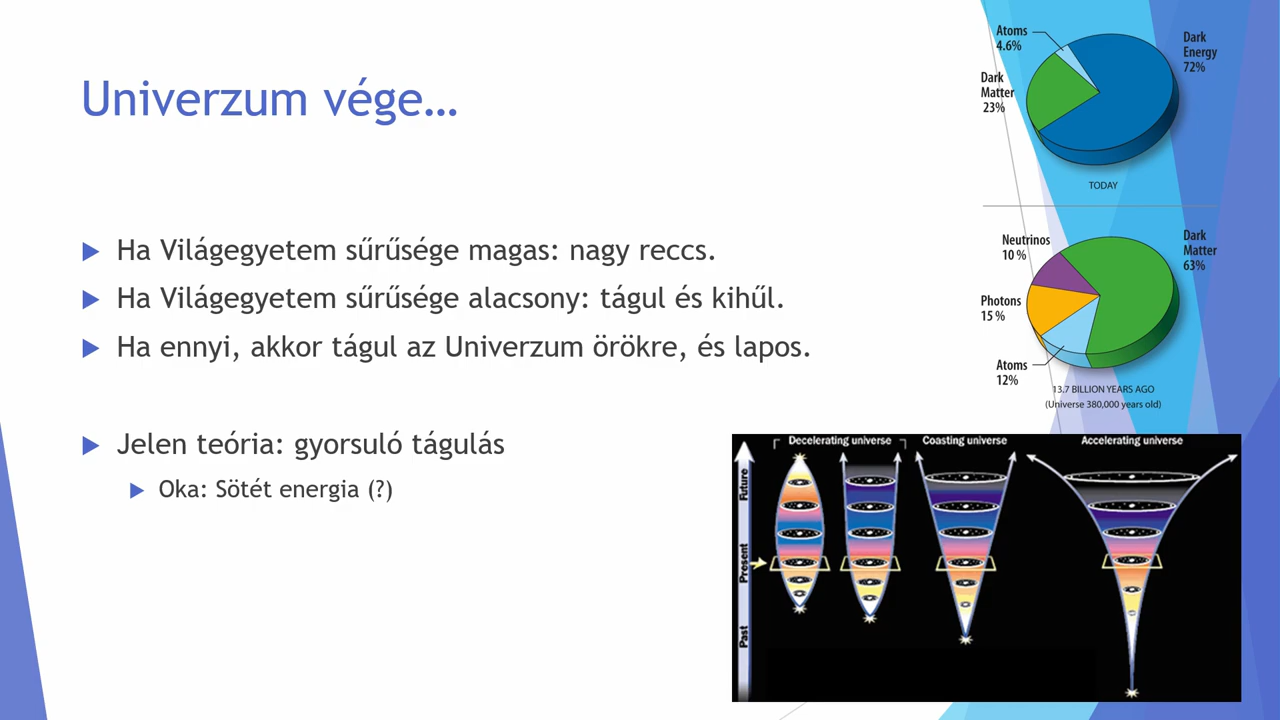 Univerzum vége...
Ha Világegyetem sűrűsége magas: nagy reccs.
Ha Világegyetem sűrűsége alacsony: tágul és kihűl.
Ha ennyi, akkor tágul az Univerzum örökre, és lapos.
Jelen teória: gyorsuló tágulás
Oka: Sötét energia (?)
Atoms
4.6%
Dark
Energy
72%
Dark
Matter
23%
TODAY
Neutrinos
10 %
Dark
Matter
63%
Photons
15 %
Atoms
12%
13.7 BILLION YEARS AGO
(Universe 380,000 years old)
Decelerating universe
Coasting universe
Accelerating universe
Future
Present
Past